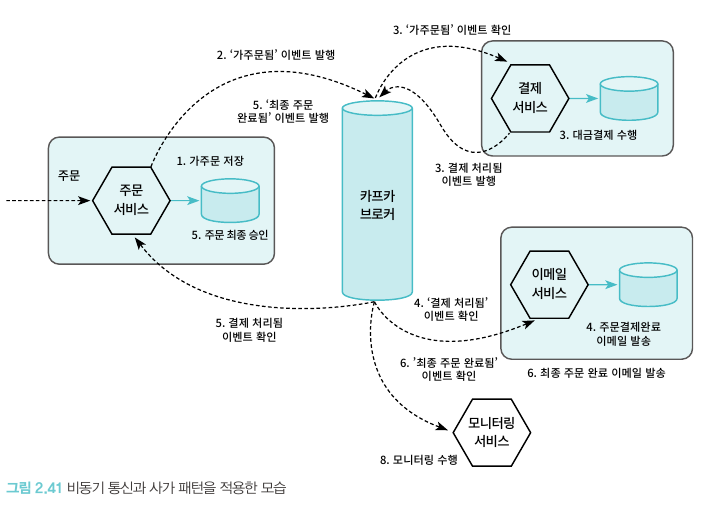 3. ‘가주문됨’ 이벤트 확인
2. ‘가주문됨’ 이벤트 발행
5. ‘최종 주문
완료됨’ 이벤트 발행
결제
서비스
3. 대금결제 수행
3. 결제 처리됨
이벤트 발행
주문
1. 가주문 저장
주문
서비스
5. 주문 최종 승인
카프카
브로커
이메일
서비스
4. ‘결제 처리됨’
이벤트 확인
4. 주문결제완료
이메일 발송
5. 결제 처리됨
이벤트 확인
6. ’최종 주문 완료됨’
이벤트 확인
6. 최종 주문 완료 이메일 발송
모니터링
서비스
8. 모니터링 수행
그림 2.41 비동기 통신과 사가 패턴을 적용한 모습